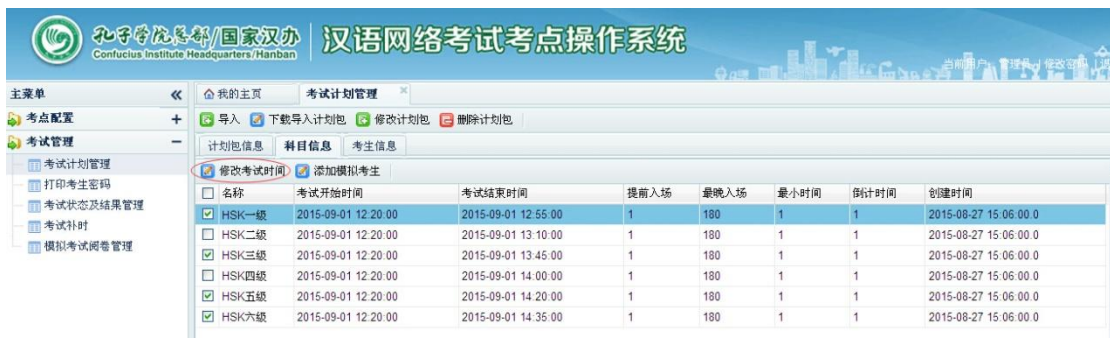 孔子学院总部/国家汉办 汉语网络考试考点操作系统
Confucius Institute Headquarters/Hanban
当前用户：管理员 | 修改密码 |
主菜单 « 我的主页 考试计划管理 ×
考点配置 + 导入 下载导入计划包 修改计划包 删除计划包
考试管理 − 计划包信息 科目信息 考生信息
考试计划管理 修改考试时间 添加模拟考生
打印考生密码 名称 考试开始时间 考试结束时间 提前入场 最晚入场 最小时间 倒计时间 创建时间
考试状态及结果管理 HSK一级 2015-09-01 12:20:00 2015-09-01 12:55:00 1 180 1 1 2015-08-27 15:06:00.0
考试补时 HSK二级 2015-09-01 12:20:00 2015-09-01 13:10:00 1 180 1 1 2015-08-27 15:06:00.0
模拟考试阅卷管理 HSK三级 2015-09-01 12:20:00 2015-09-01 13:45:00 1 180 1 1 2015-08-27 15:06:00.0
HSK四级 2015-09-01 12:20:00 2015-09-01 14:00:00 1 180 1 1 2015-08-27 15:06:00.0
HSK五级 2015-09-01 12:20:00 2015-09-01 14:20:00 1 180 1 1 2015-08-27 15:06:00.0
HSK六级 2015-09-01 12:20:00 2015-09-01 14:35:00 1 180 1 1 2015-08-27 15:06:00.0